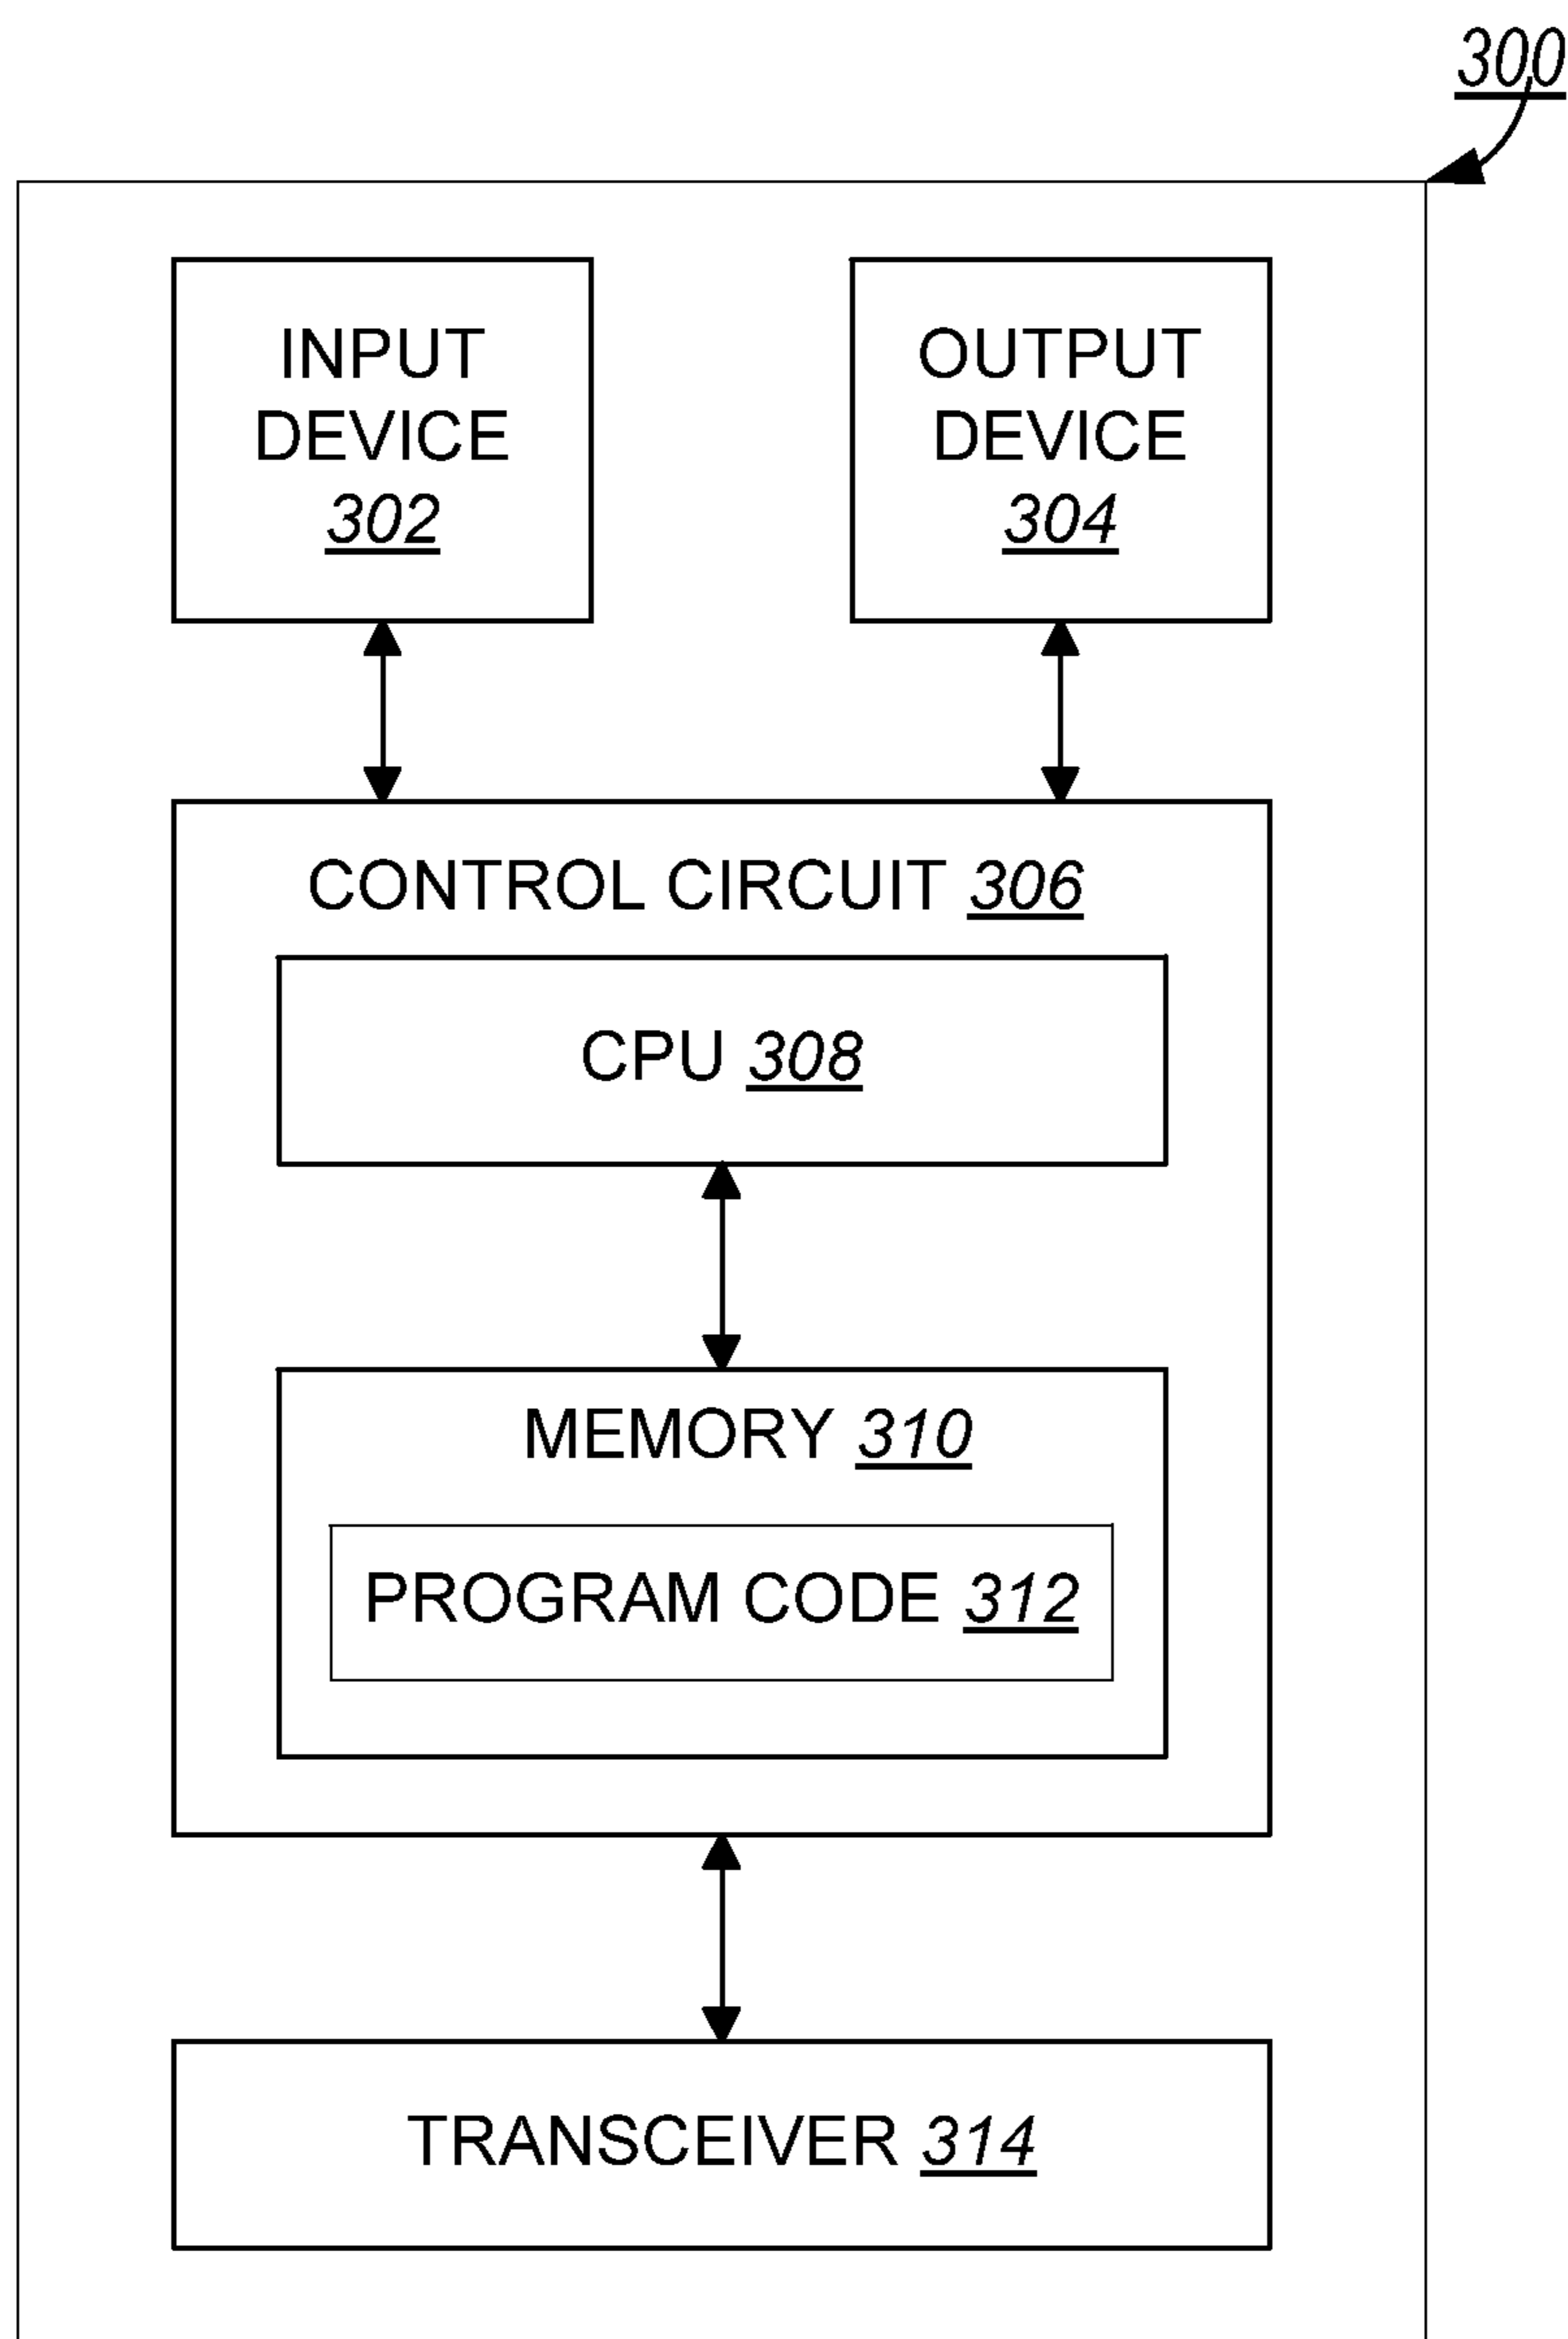 300
INPUT
DEVICE
302
OUTPUT
DEVICE
304
CONTROL CIRCUIT 306
CPU 308
MEMORY 310
PROGRAM CODE 312
TRANSCEIVER 314